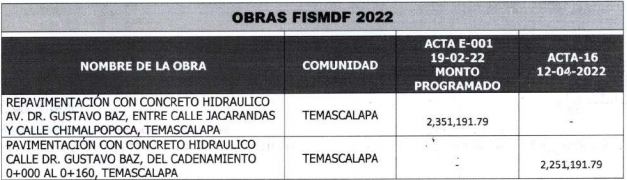 OBRAS FISMDF 2022
NOMBRE DE LA OBRA
COMUNIDAD
ACTA E-001
19-02-22
MONTO
PROGRAMADO
ACTA-16
12-04-2022
REPAVIMENTACIÓN CON CONCRETO HIDRAULICO
AV. DR. GUSTAVO BAZ, ENTRE CALLE JACARANDAS
Y CALLE CHIMALPOPOCA, TEMASCALAPA
TEMASCALAPA
2,351,191.79
-
PAVIMENTACIÓN CON CONCRETO HIDRAULICO
CALLE DR. GUSTAVO BAZ, DEL CADENAMIENTO
0+000 AL 0+160, TEMASCALAPA
TEMASCALAPA
-
2,251,191.79